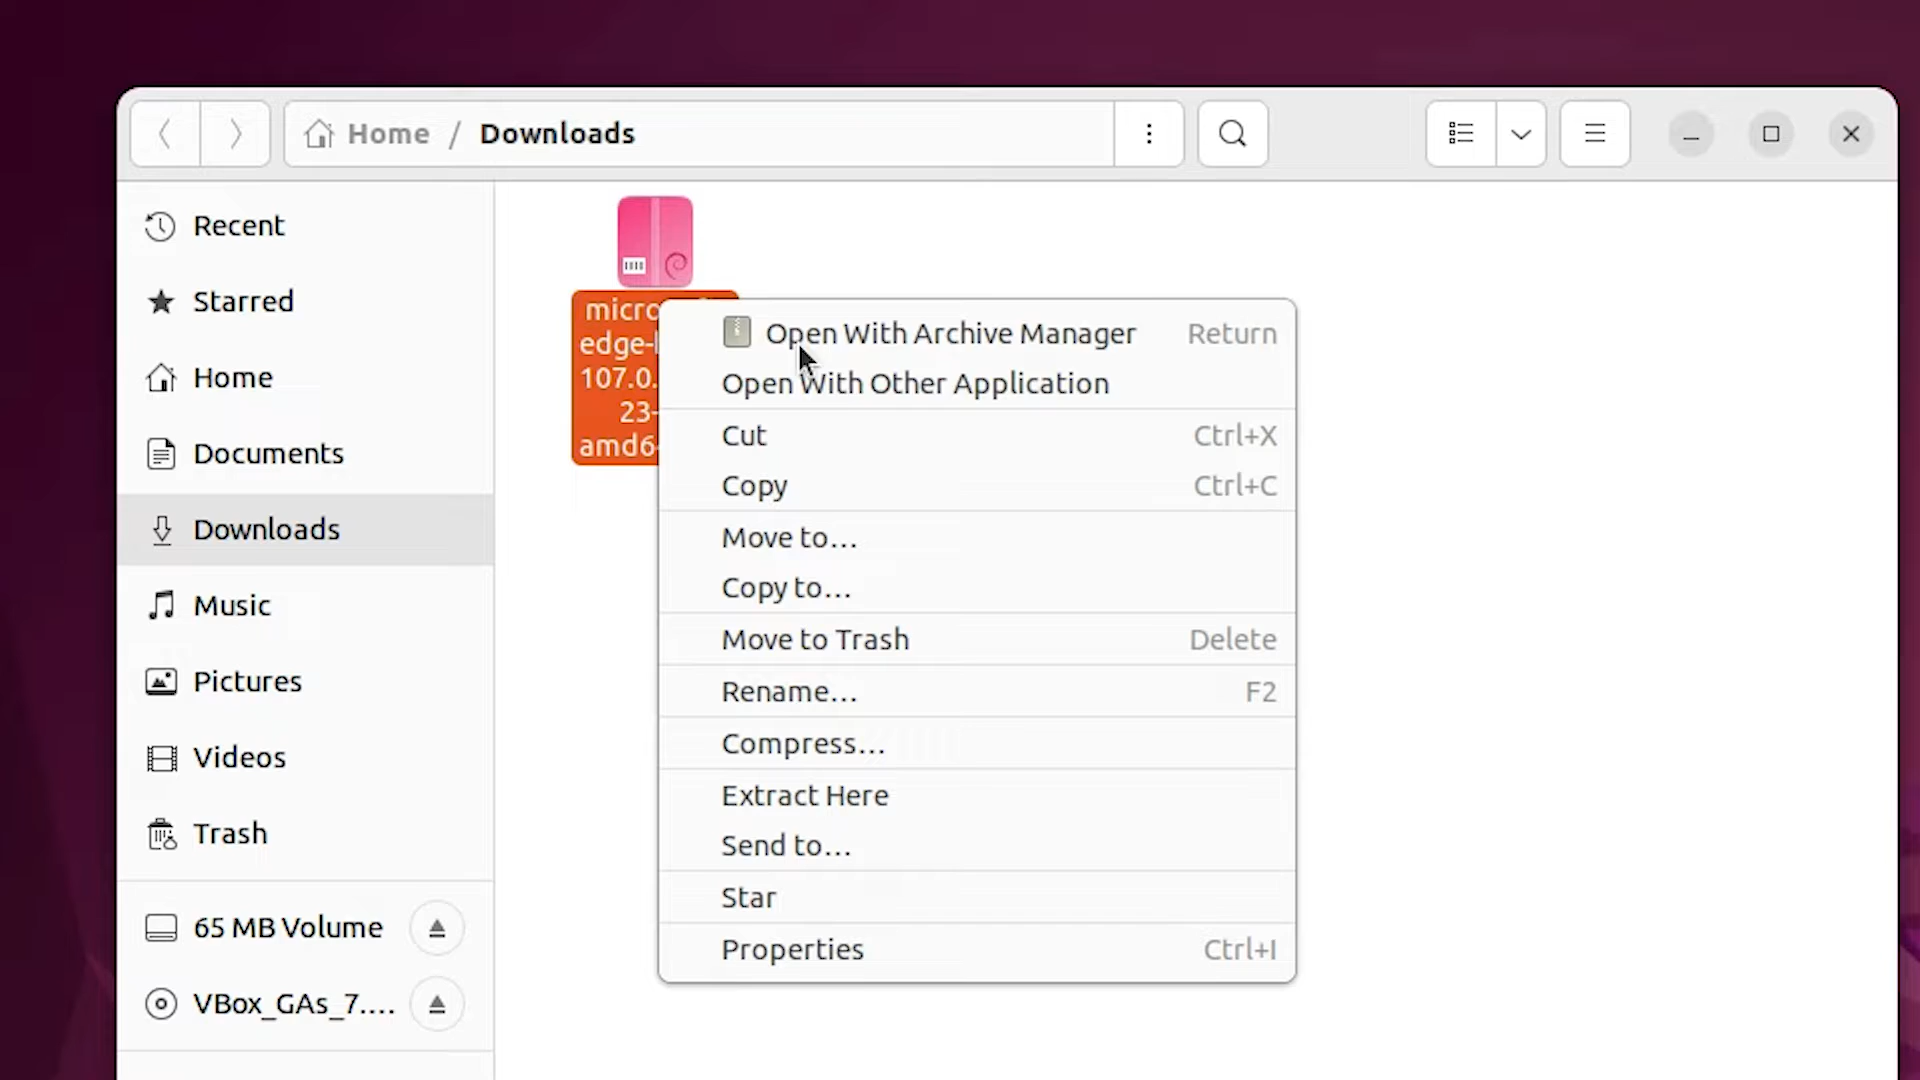 Home / Downloads
Recent
Starred
Home
Documents
Downloads
Music
Pictures
Videos
Trash
65 MB Volume
VBox_GAs_7....
edge-
107.0.
23-
Open With Archive Manager Return
Open With Other Application
Cut Ctrl+X
Copy Ctrl+C
Move to...
Copy to...
Move to Trash Delete
Rename... F2
Compress...
Extract Here
Send to...
Star
Properties Ctrl+I